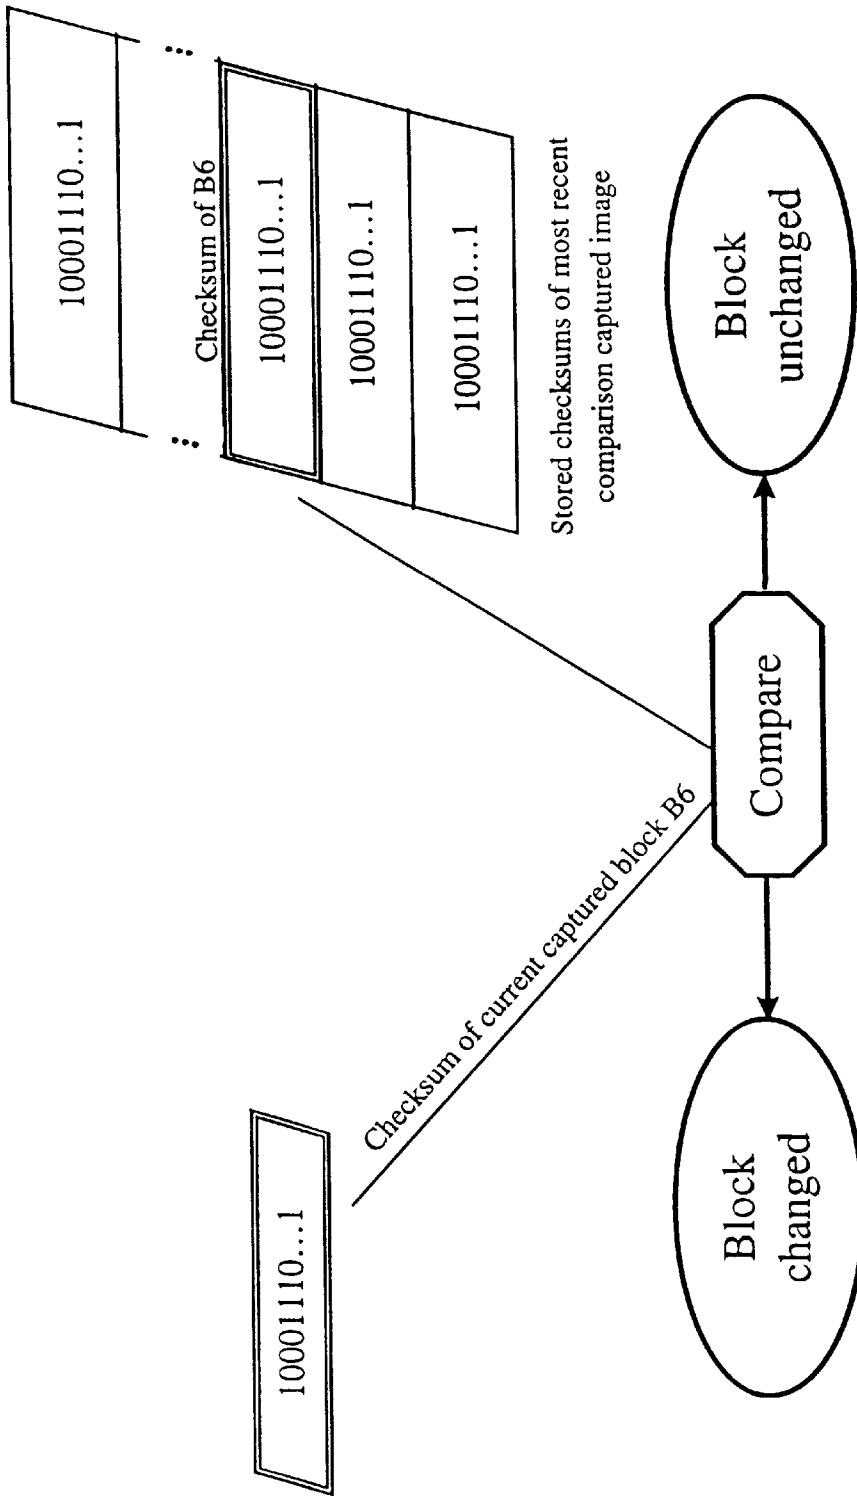 10001110...1
Checksum of B6
10001110...1
10001110...1
10001110...1
Stored checksums of most recent
comparison captured image
10001110...1
Checksum of current captured block B6
Compare
Block
changed
Block
unchanged